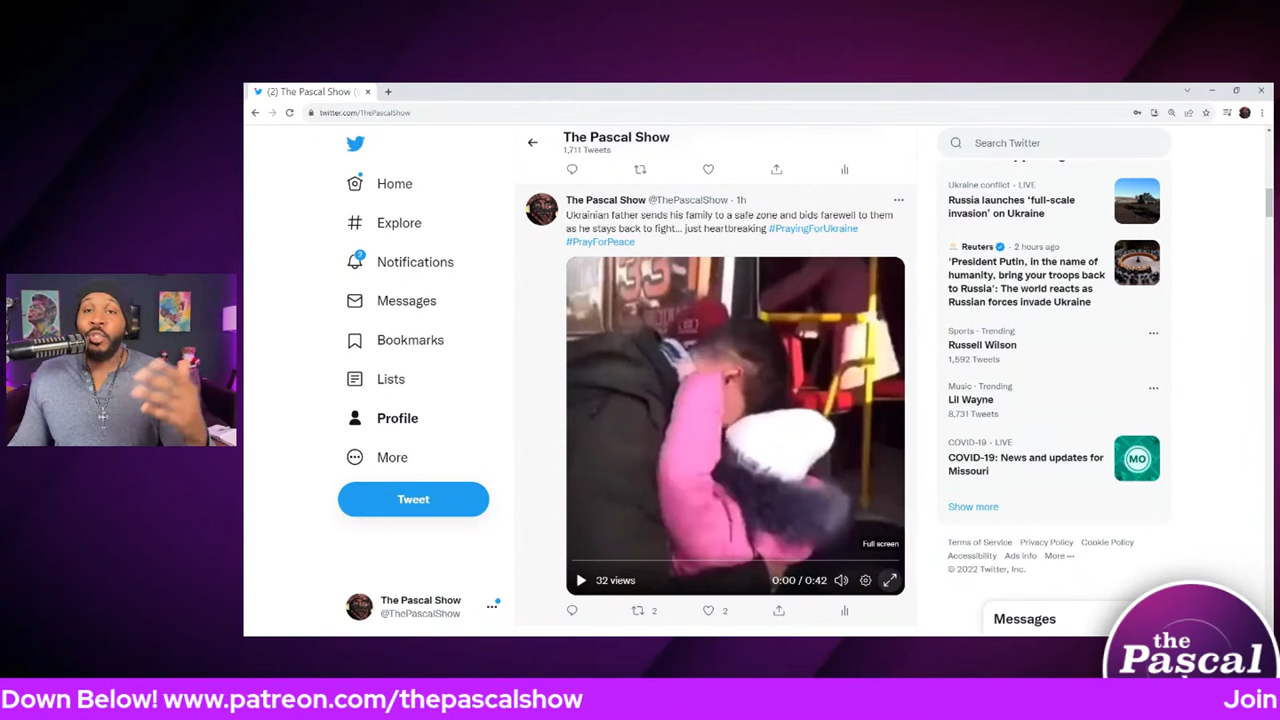 (2) The Pascal Show (
twitter.com/ThePascalShow
Home
Explore
2
Notifications
Messages
Bookmarks
Lists
Profile
More
Tweet
The Pascal Show
@ThePascalShow
The Pascal Show
1,711 Tweets
The Pascal Show @ThePascalShow · 1h
Ukrainian father sends his family to a safe zone and bids farewell to them
as he stays back to fight... just heartbreaking #PrayingForUkraine
#PrayForPeace
Full screen
32 views
0:00 / 0:42
2
2
Search Twitter
Ukraine conflict · LIVE
Russia launches ‘full-scale
invasion’ on Ukraine
Reuters · 2 hours ago
'President Putin, in the name of
humanity, bring your troops back
to Russia': The world reacts as
Russian forces invade Ukraine
Sports · Trending
Russell Wilson
1,592 Tweets
Music · Trending
Lil Wayne
8,731 Tweets
COVID-19 · LIVE
COVID-19: News and updates for
Missouri
MO
Show more
Terms of Service Privacy Policy Cookie Policy
Accessibility Ads info More ···
© 2022 Twitter, Inc.
Messages
the
Pascal
Down Below! www.patreon.com/thepascalshow
Join